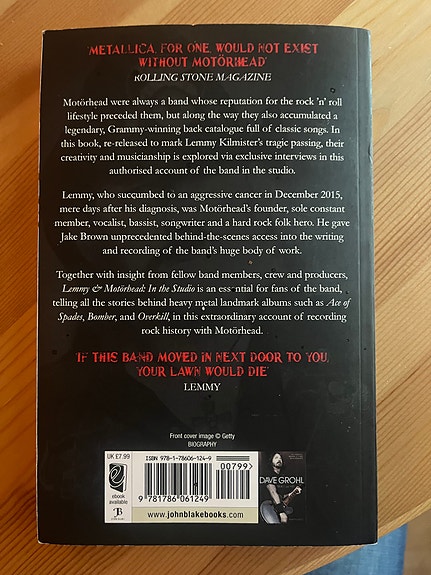 'METALLICA, FOR ONE, WOULD NOT EXIST
WITHOUT MOTÖRHEAD'
ROLLING STONE MAGAZINE
Motörhead were always a band whose reputation for the rock 'n' roll
lifestyle preceded them, but along the way they also accumulated a
legendary, Grammy-winning back catalogue full of classic songs. In
this book, re-released to mark Lemmy Kilmister's tragic passing, their
creativity and musicianship is explored via exclusive interviews in this
authorised account of the band in the studio.
Lemmy, who succumbed to an aggressive cancer in December 2015,
mere days after his diagnosis, was Motörhead's founder, sole constant
member, vocalist, bassist, songwriter and a hard rock folk hero. He gave
Jake Brown unprecedented behind-the-scenes access into the writing
and recording of the band's huge body of work.
Together with insight from fellow band members, crew and producers,
Lemmy & Motörhead: In the Studio is an essential for fans of the band,
telling all the stories behind heavy metal landmark albums such as Ace of
Spades, Bomber, and Overkill, in this extraordinary account of recording
rock history with Motörhead.
'IF THIS BAND MOVED IN NEXT DOOR TO YOU,
YOUR LAWN WOULD DIE'
LEMMY
Front cover image © Getty
BIOGRAPHY
UK £7.99
ISBN 978-1-78606-124-9
00799>
e
ebook
available
9 781786 061249
www.johnblakebooks.com
DAVE GROHL